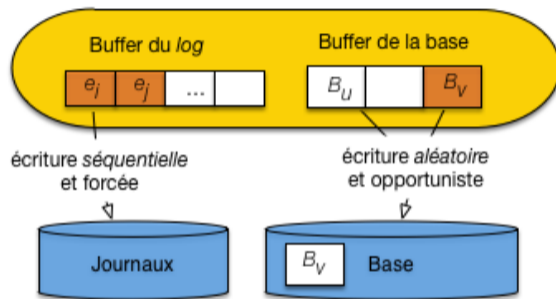 Buffer du log
Buffer de la base
e_i e_j ...
B_u B_v
écriture séquentielle
et forcée
écriture aléatoire
et opportuniste
Journaux
B_v Base